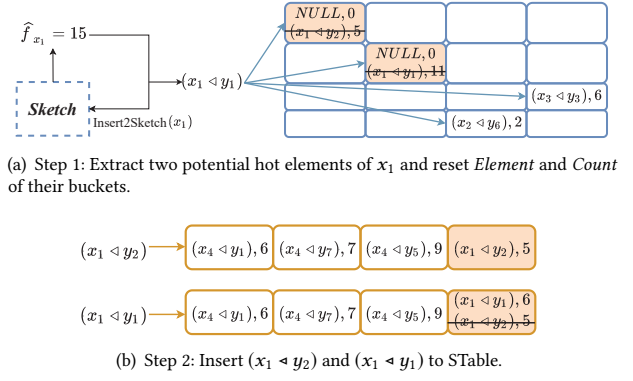 f̂ x₁ = 15
Sketch
Insert2Sketch(x₁)
(x₁ ◁ y₁)
NULL, 0
(x₁ ◁ y₂), 5
NULL, 0
(x₁ ◁ y₁), 11
(x₃ ◁ y₃), 6
(x₂ ◁ y₆), 2
(a) Step 1: Extract two potential hot elements of x₁ and reset Element and Count
of their buckets.
(x₁ ◁ y₂) (x₄ ◁ y₁), 6 (x₄ ◁ y₇), 7 (x₄ ◁ y₅), 9 (x₁ ◁ y₂), 5
(x₁ ◁ y₁) (x₄ ◁ y₁), 6 (x₄ ◁ y₇), 7 (x₄ ◁ y₅), 9 (x₁ ◁ y₁), 6
(x₁ ◁ y₂), 5
(b) Step 2: Insert (x₁ ◂ y₂) and (x₁ ◂ y₁) to STable.